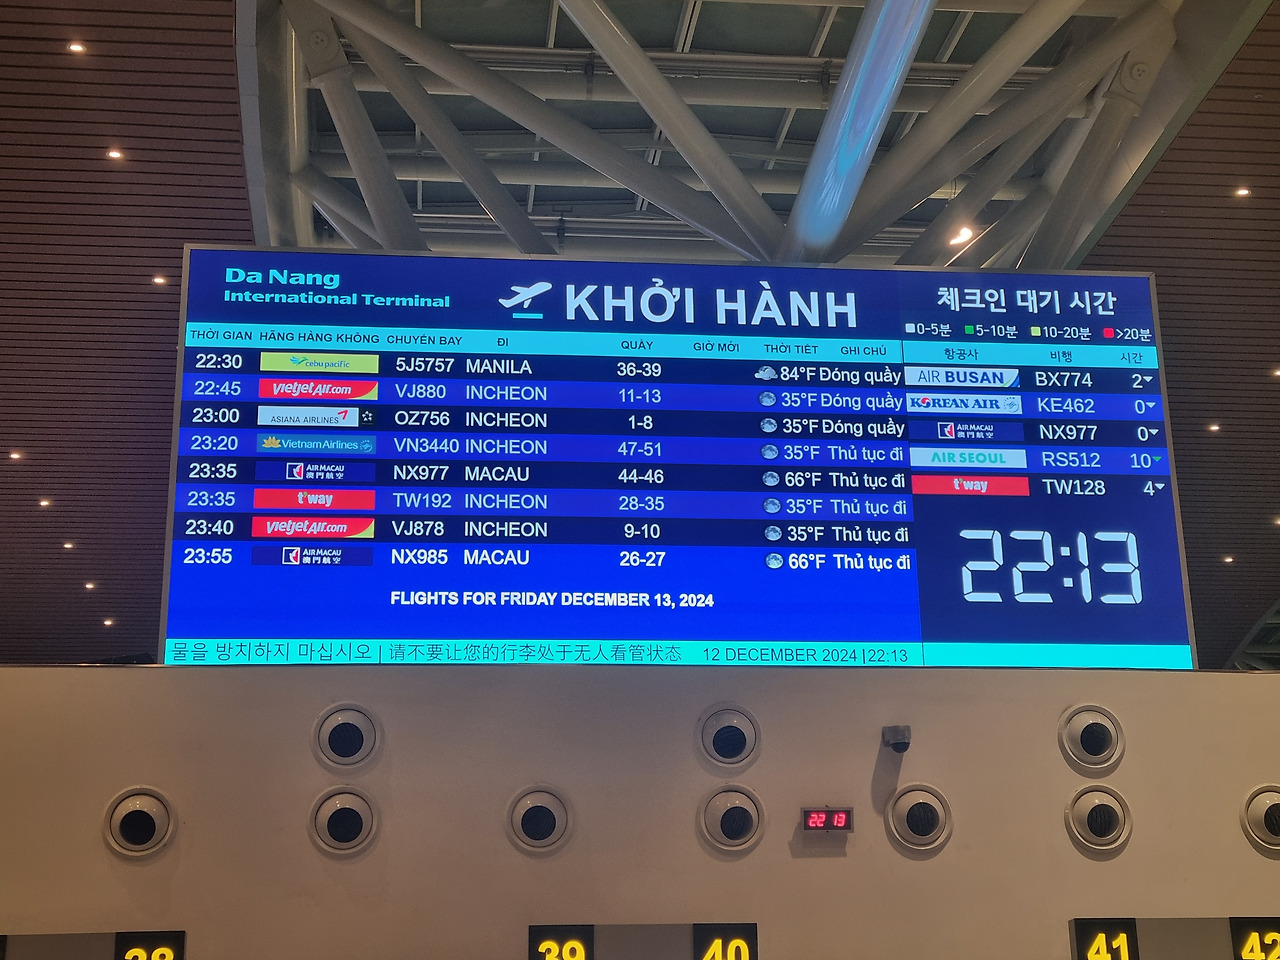 Da Nang
International Terminal
KHỞI HÀNH
체크인 대기 시간
0-5분 5-10분 10-20분 >20분
THỜI GIAN HÃNG HÀNG KHÔNG CHUYẾN BAY ĐI QUẦY GIỜ MỚI THỜI TIẾT GHI CHÚ
22:30 cebu pacific 5J5757 MANILA 36-39 84°F Đóng quầy
22:45 vietjetAir.com VJ880 INCHEON 11-13 35°F Đóng quầy
23:00 ASIANA AIRLINES OZ756 INCHEON 1-8 35°F Đóng quầy
23:20 Vietnam Airlines VN3440 INCHEON 47-51 35°F Thủ tục đi
23:35 AIR MACAU 澳門航空 NX977 MACAU 44-46 66°F Thủ tục đi
23:35 t'way TW192 INCHEON 28-35 35°F Thủ tục đi
23:40 vietjetAir.com VJ878 INCHEON 9-10 35°F Thủ tục đi
23:55 AIR MACAU 澳門航空 NX985 MACAU 26-27 66°F Thủ tục đi
FLIGHTS FOR FRIDAY DECEMBER 13, 2024
항공사 비행 시간
AIR BUSAN BX774 2
KOREAN AIR KE462 0
AIR MACAU 澳門航空 NX977 0
AIR SEOUL RS512 10
t'way TW128 4
22:13
물을 방치하지 마십시오 | 请不要让您的行李处于无人看管状态 12 DECEMBER 2024 | 22:13
22 13
38 39 40 41 42